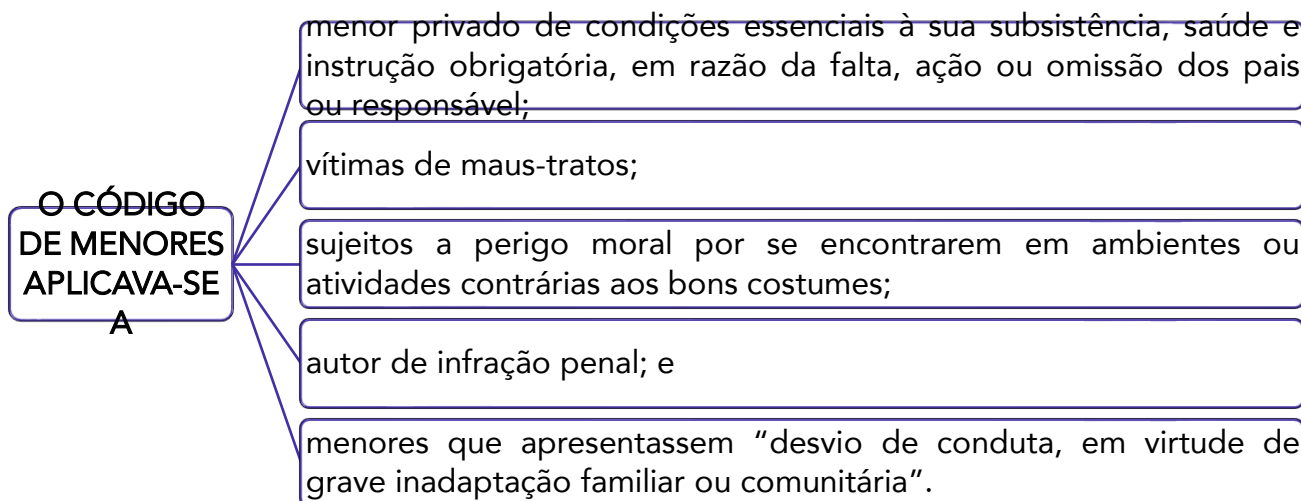 O CÓDIGO
DE MENORES
APLICAVA-SE
A
menor privado de condições essenciais à sua subsistência, saúde e
instrução obrigatória, em razão da falta, ação ou omissão dos pais
ou responsável;
vítimas de maus-tratos;
sujeitos a perigo moral por se encontrarem em ambientes ou
atividades contrárias aos bons costumes;
autor de infração penal; e
menores que apresentassem “desvio de conduta, em virtude de
grave inadaptação familiar ou comunitária”.